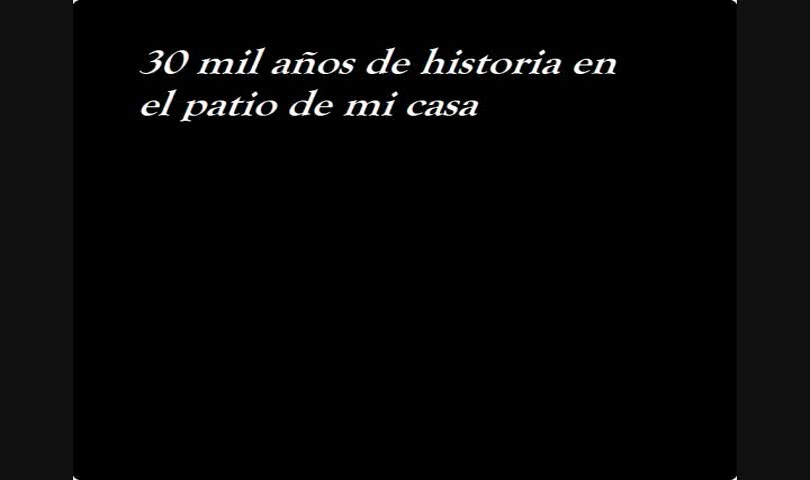 30 mil años de historia en
el patio de mi casa